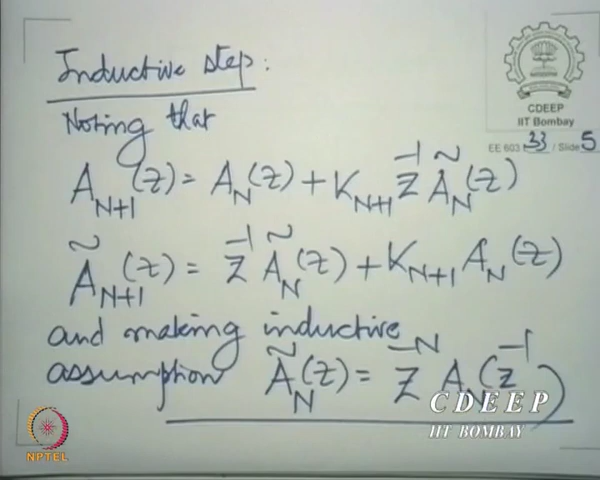 Inductive step:
CDEEP
IIT Bombay
EE 603 33 / Slide 5
Noting that
A_{N+1}(z) = A_N(z) + K_{N+1} z^{-1} Ã_N(z)
Ã_{N+1}(z) = z^{-1} Ã_N(z) + K_{N+1} A_N(z)
and making inductive
assumption Ã_N(z) = z^{-N} A_N(z^{-1})
CDEEP
IIT BOMBAY
NPTEL